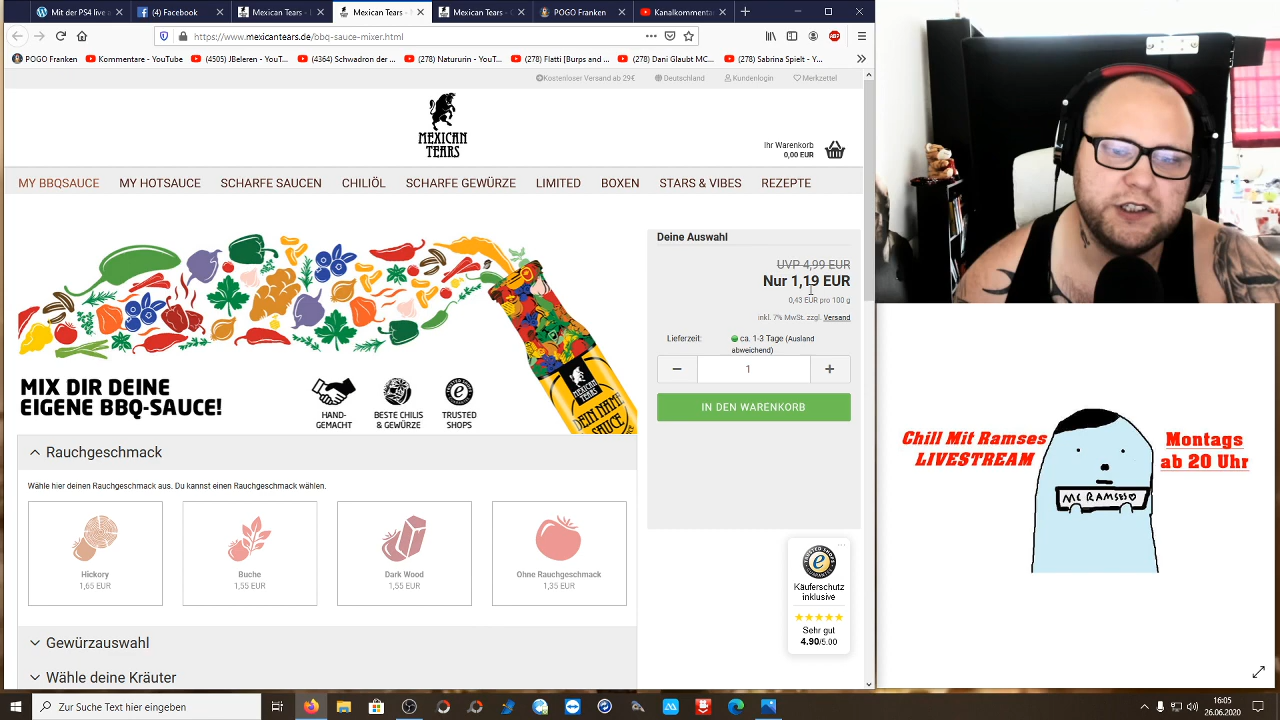 Mit der PS4 live a
(4) Facebook
Mexican Tears -
Mexican Tears - 
Mexican Tears - G
POGO Franken
Kanalkommentar
https://www.mexicantears.de/bbq-sauce-mixer.html
POGO Franken
Kommentare - YouTube
(4505) JBeleren - YouT...
(4364) Schwadron der ...
(278) Natururin - YouT...
(278) Flatti [Burps and ...
(278) Dani Glaubt MC...
(278) Sabrina Spielt - Y...
Kostenloser Versand ab 29€
Deutschland
Kundenlogin
Merkzettel
MEXICAN
TEARS
Ihr Warenkorb
0,00 EUR
MY BBQSAUCE
MY HOTSAUCE
SCHARFE SAUCEN
CHILIÖL
SCHARFE GEWÜRZE
BOXEN
STARS & VIBES
REZEPTE
MIX DIR DEINE
EIGENE BBQ-SAUCE!
HAND-
GEMACHT
BESTE CHILIS
& GEWÜRZE
TRUSTED
SHOPS
MEXICAN
TEARS
DEIN NAME
SAUCE
Deine Auswahl
UVP 4,99 EUR
Nur 1,19 EUR
0,43 EUR pro 100 g
inkl. 7% MwSt. zzgl. Versand
Lieferzeit:
ca. 1-3 Tage (Ausland
abweichend)
1
IN DEN WARENKORB
Rauchgeschmack
Wähle hier deinen Rauchgeschmack aus. Du kannst einen Rauchgeschmack wählen.
Hickory
1,65 EUR
Buche
1,55 EUR
Dark Wood
1,55 EUR
Ohne Rauchgeschmack
1,35 EUR
Gewürzauswahl
Wähle deine Kräuter
Käuferschutz
inklusive
Sehr gut
4.90/5.00
Chill Mit Ramses
LIVESTREAM
MC RAMSES
Montags
ab 20 Uhr
Zur Suche Text hier eingeben
16:05
26.06.2020